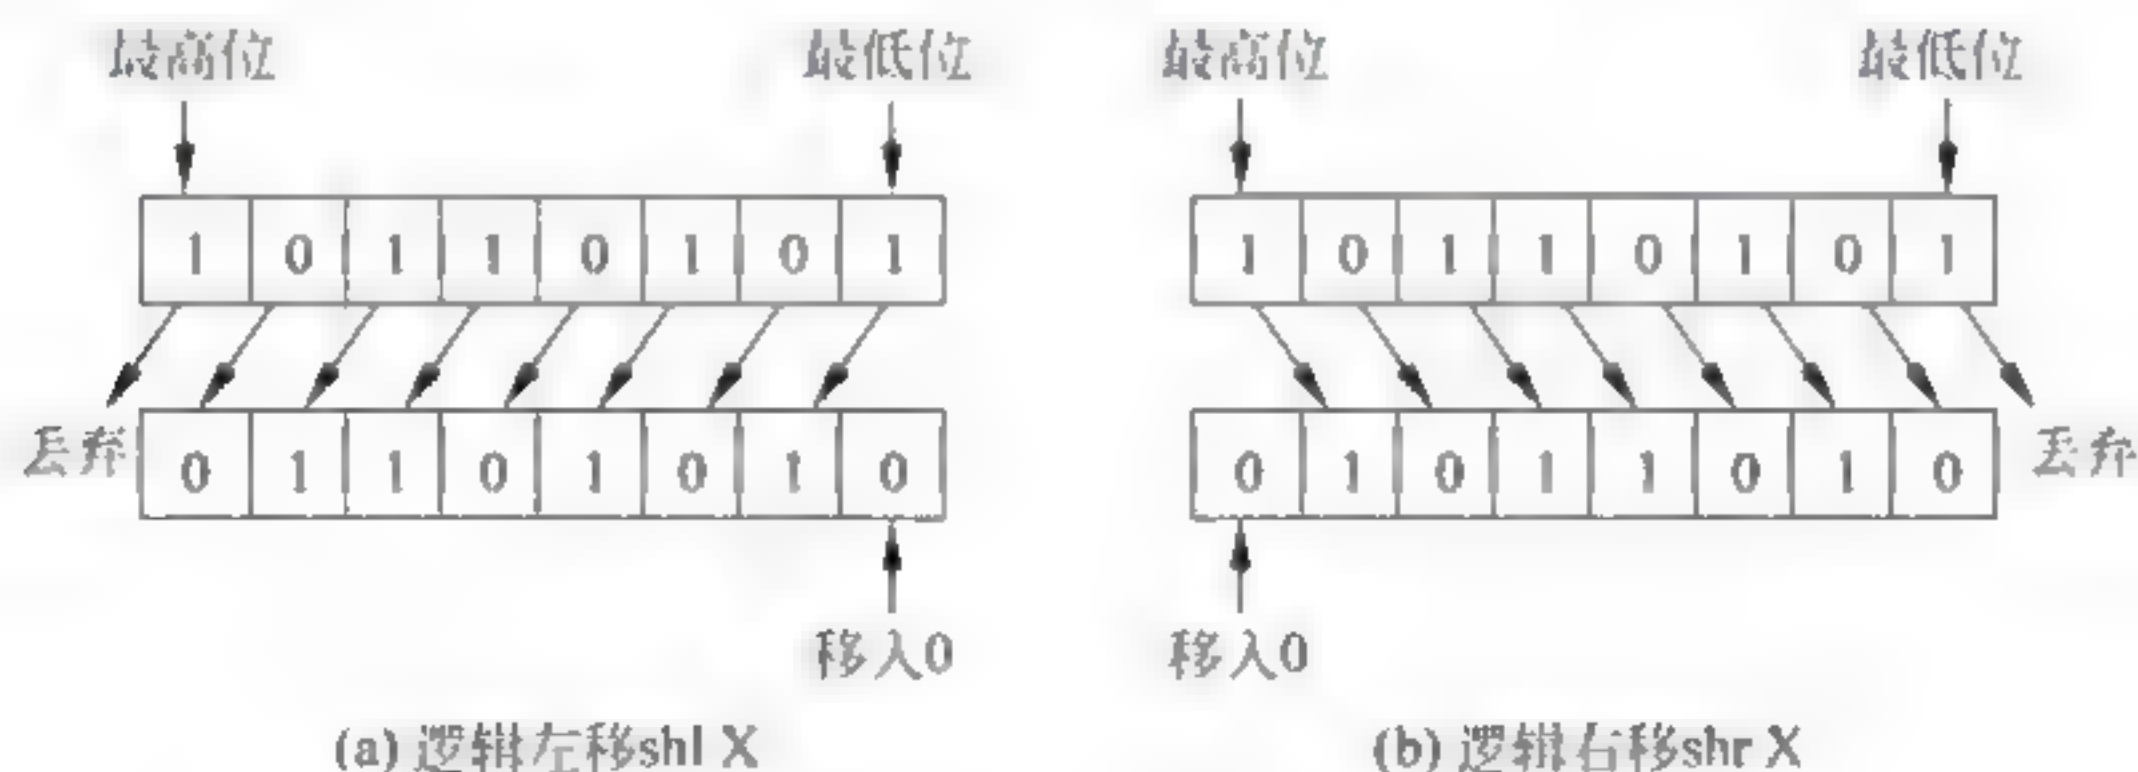 最高位 最低位 最高位 最低位
1 0 1 1 0 1 0 1 1 0 1 1 0 1 0 1
丢弃 0 1 1 0 1 0 1 0 0 1 0 1 1 0 1 0 丢弃
移入0 移入0
(a) 逻辑左移shl X (b) 逻辑右移shr X